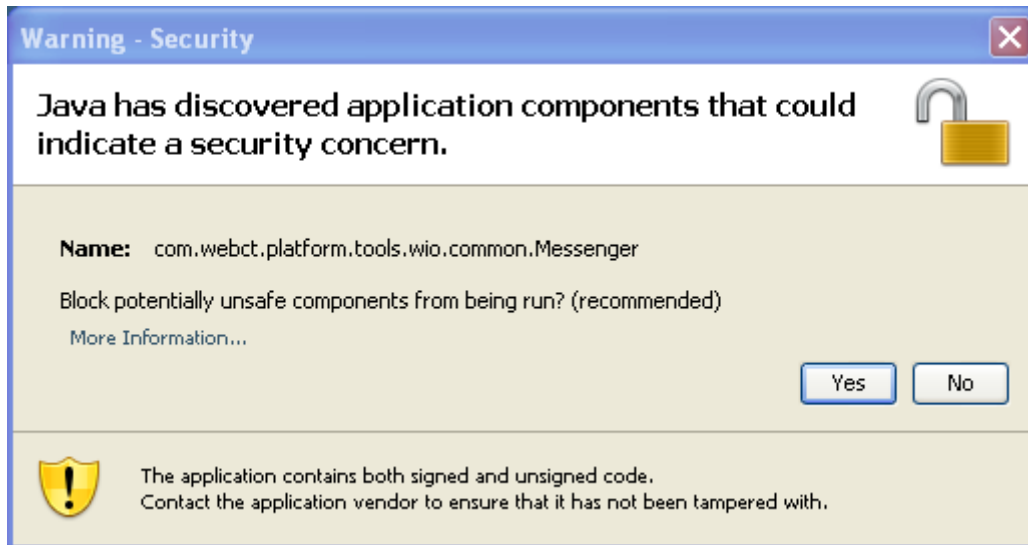 Warning - Security
Java has discovered application components that could
indicate a security concern.
Name: com.webct.platform.tools.wio.common.Messenger
Block potentially unsafe components from being run? (recommended)
More Information...
Yes No
The application contains both signed and unsigned code.
Contact the application vendor to ensure that it has not been tampered with.